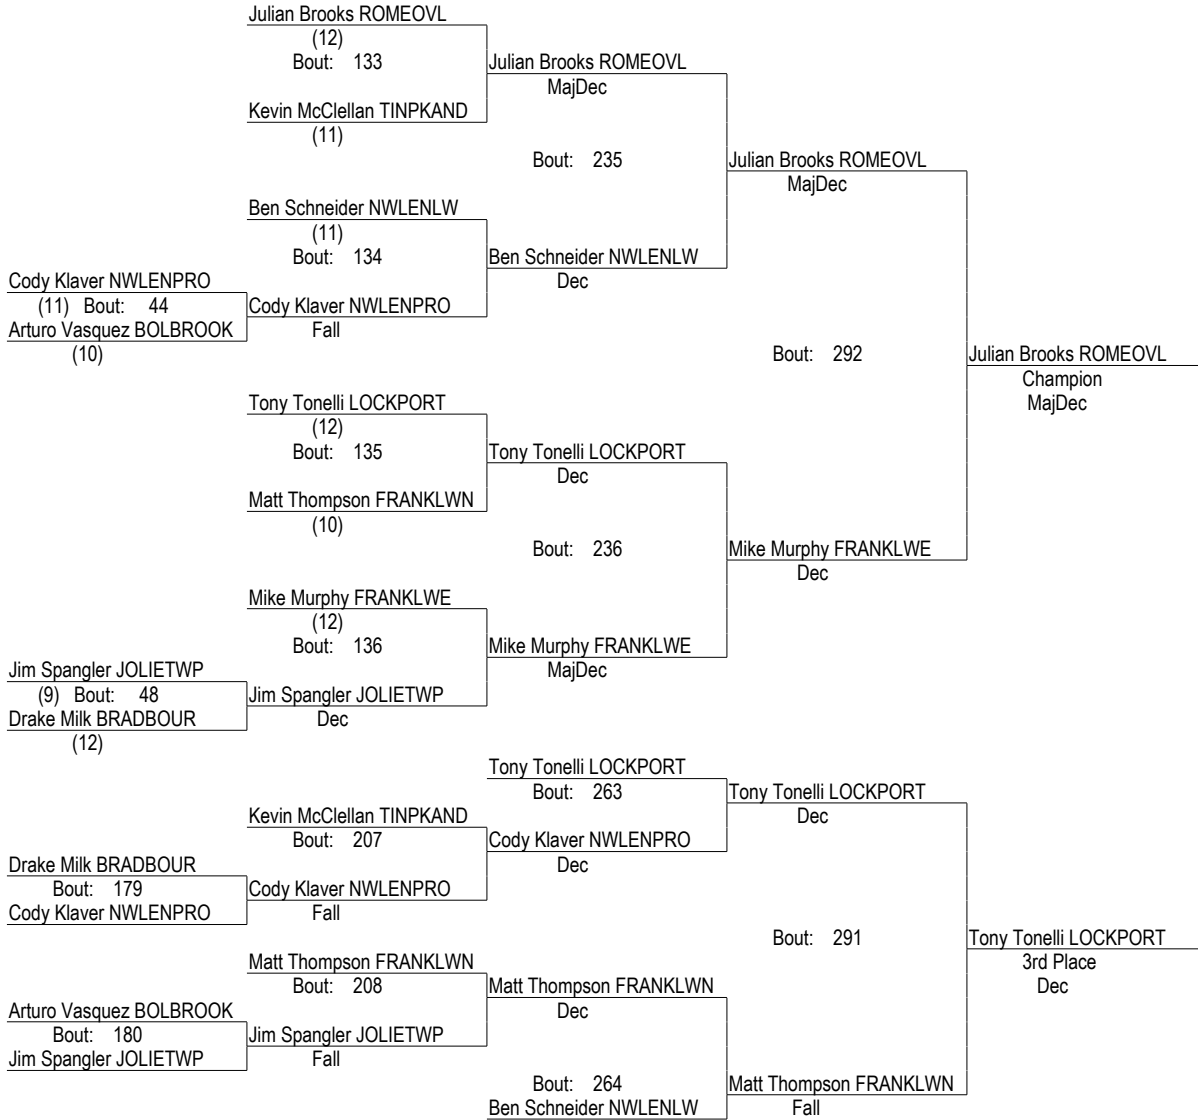 Julian Brooks ROMEOVL
(12)
Bout: 133
Julian Brooks ROMEOVL
MajDec
Kevin McClellan TINPKAND
(11)
Bout: 235
Julian Brooks ROMEOVL
MajDec
Ben Schneider NWLENLW
(11)
Bout: 134
Ben Schneider NWLENLW
Dec
Cody Klaver NWLENPRO
(11) Bout: 44
Cody Klaver NWLENPRO
Fall
Arturo Vasquez BOLBROOK
(10)
Bout: 292
Julian Brooks ROMEOVL
Champion
MajDec
Tony Tonelli LOCKPORT
(12)
Bout: 135
Tony Tonelli LOCKPORT
Dec
Matt Thompson FRANKLWN
(10)
Bout: 236
Mike Murphy FRANKLWE
Dec
Mike Murphy FRANKLWE
(12)
Bout: 136
Mike Murphy FRANKLWE
MajDec
Jim Spangler JOLIETWP
(9) Bout: 48
Jim Spangler JOLIETWP
Dec
Drake Milk BRADBOUR
(12)
Tony Tonelli LOCKPORT
Bout: 263
Tony Tonelli LOCKPORT
Dec
Kevin McClellan TINPKAND
Bout: 207
Cody Klaver NWLENPRO
Dec
Drake Milk BRADBOUR
Bout: 179
Cody Klaver NWLENPRO
Fall
Cody Klaver NWLENPRO
Bout: 291
Tony Tonelli LOCKPORT
3rd Place
Dec
Matt Thompson FRANKLWN
Bout: 208
Matt Thompson FRANKLWN
Dec
Arturo Vasquez BOLBROOK
Bout: 180
Jim Spangler JOLIETWP
Fall
Jim Spangler JOLIETWP
Bout: 264
Matt Thompson FRANKLWN
Fall
Ben Schneider NWLENLW